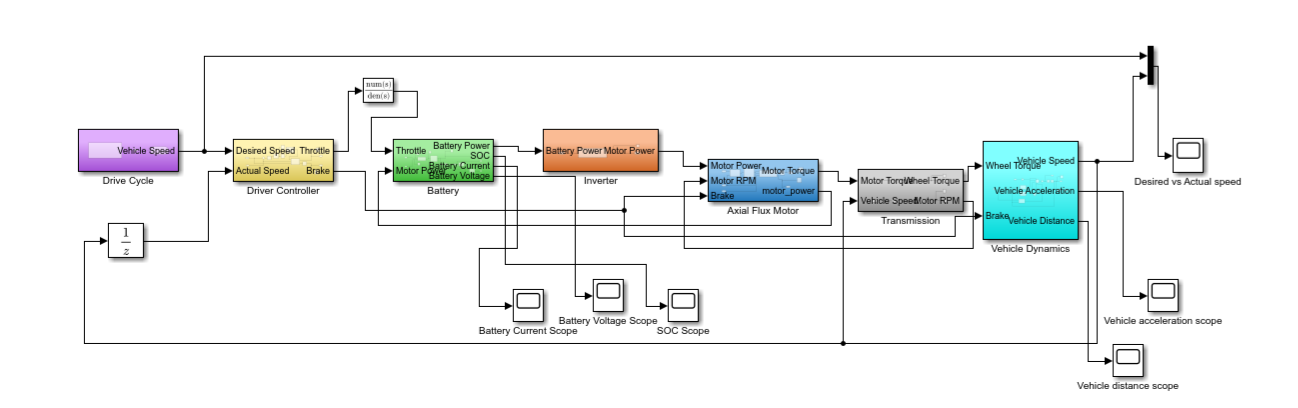 num(s)
den(s)
Vehicle Speed
Drive Cycle
Desired Speed
Throttle
Actual Speed
Brake
Driver Controller
Throttle
Battery Power
SOC
Battery Current
Motor Power
Battery Voltage
Battery
Battery Power
Motor Power
Inverter
Motor Power
Motor Torque
Motor RPM
motor_power
Brake
Axial Flux Motor
Motor Torque
Wheel Torque
Vehicle Speed
Motor RPM
Transmission
Wheel Torque
Vehicle Speed
Vehicle Acceleration
Brake
Vehicle Distance
Vehicle Dynamics
Desired vs Actual speed
1
z
Battery Current Scope
Battery Voltage Scope
SOC Scope
Vehicle acceleration scope
Vehicle distance scope